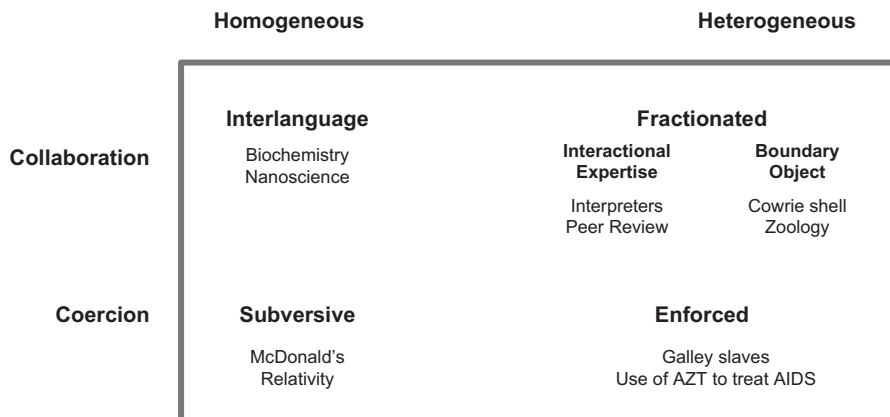 Homogeneous
Heterogeneous
Collaboration
Interlanguage
Biochemistry
Nanoscience
Fractionated
Interactional
Expertise
Interpreters
Peer Review
Boundary
Object
Cowrie shell
Zoology
Coercion
Subversive
McDonald's
Relativity
Enforced
Galley slaves
Use of AZT to treat AIDS